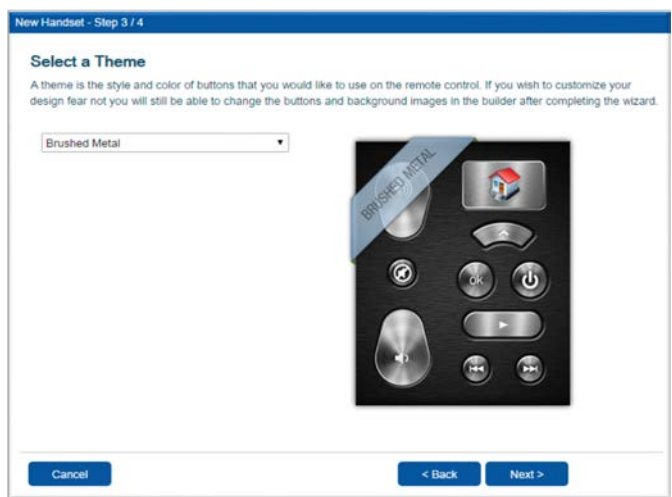 New Handset - Step 3 / 4
Select a Theme
A theme is the style and color of buttons that you would like to use on the remote control. If you wish to customize your
design fear not you will still be able to change the buttons and background images in the builder after completing the wizard.
Brushed Metal
BRUSHED METAL
ok
Cancel
< Back
Next >